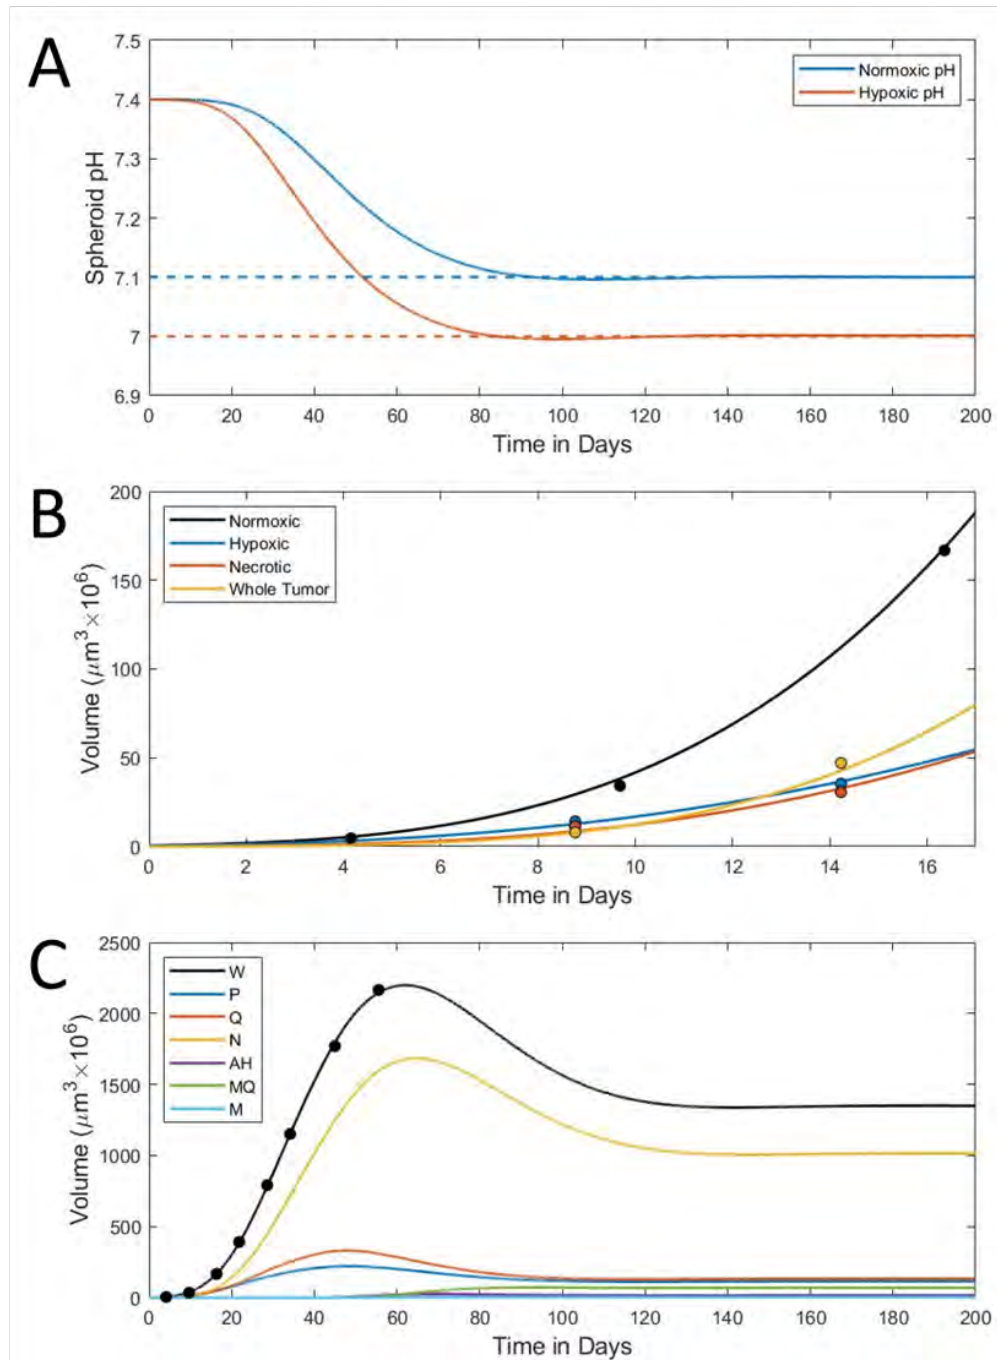 A
7.5
7.4
7.3
7.2
7.1
7
6.9
Spheroid pH
Normoxic pH
Hypoxic pH
0 20 40 60 80 100 120 140 160 180 200
Time in Days
B
200
150
100
50
0
Volume (μm³×10⁶)
Normoxic
Hypoxic
Necrotic
Whole Tumor
0 2 4 6 8 10 12 14 16
Time in Days
C
2500
2000
1500
1000
500
0
Volume (μm³×10⁶)
W
P
Q
N
AH
MQ
M
0 20 40 60 80 100 120 140 160 180 200
Time in Days